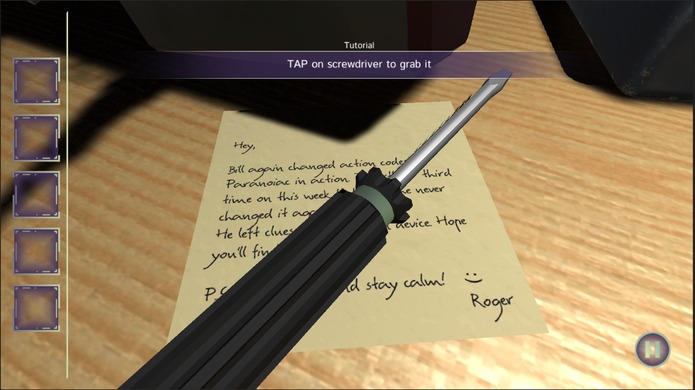 Tutorial
TAP on screwdriver to grab it
Hey,
Bill again changed action
Paranoiac in action third
time on this week never
changed it
He left clues device Hope
you'll
stay calm! :)
Roger